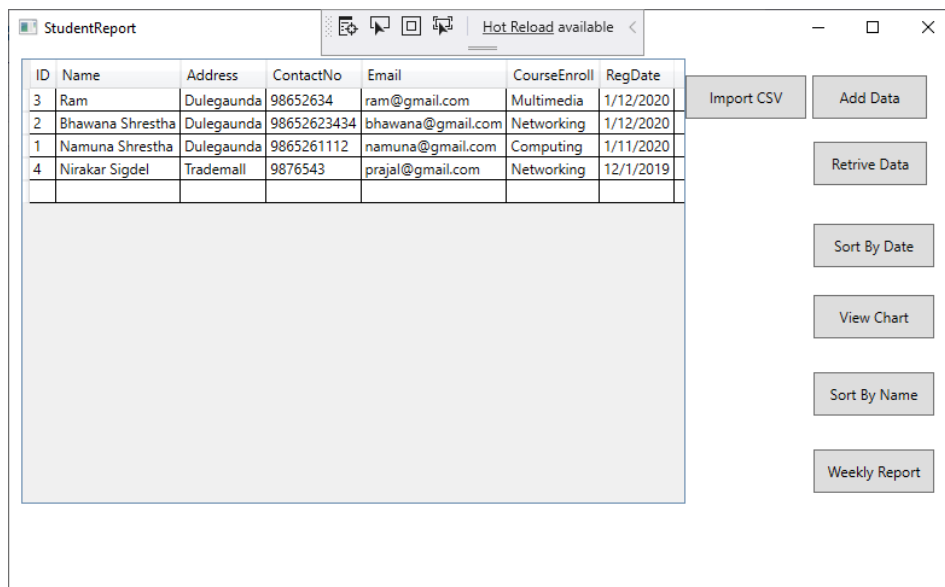 StudentReport
Hot Reload available
ID Name Address ContactNo Email CourseEnroll RegDate
3 Ram Dulegaunda 98652634 ram@gmail.com Multimedia 1/12/2020
2 Bhawana Shrestha Dulegaunda 98652623434 bhawana@gmail.com Networking 1/12/2020
1 Namuna Shrestha Dulegaunda 9865261112 namuna@gmail.com Computing 1/11/2020
4 Nirakar Sigdel Trademall 9876543 prajal@gmail.com Networking 12/1/2019
Import CSV
Add Data
Retrive Data
Sort By Date
View Chart
Sort By Name
Weekly Report